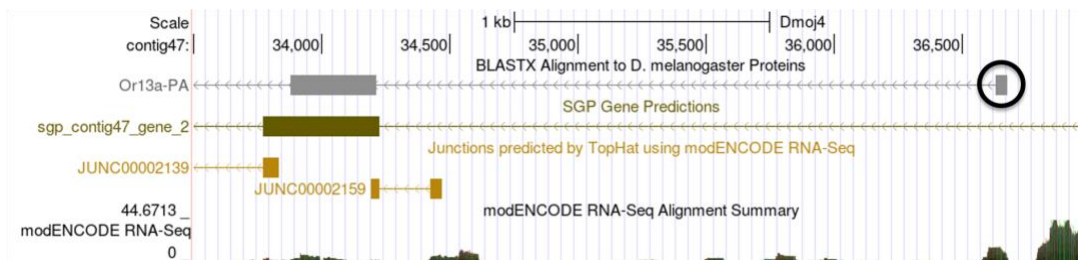 Scale 1 kb Dmoj4
contig47: 34,000 34,500 35,000 35,500 36,000 36,500
BLASTX Alignment to D. melanogaster Proteins
Or13a-PA
SGP Gene Predictions
sgp_contig47_gene_2
Junctions predicted by TopHat using modENCODE RNA-Seq
JUNC00002139
JUNC00002159
44.6713 _ modENCODE RNA-Seq Alignment Summary
modENCODE RNA-Seq
0 _